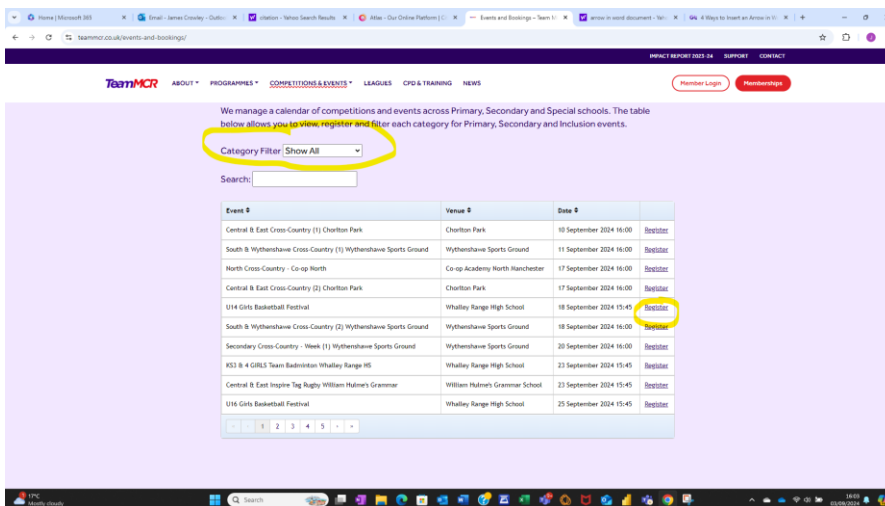 Home | Microsoft 365
Email - James Crowley - Outloo
citation - Yahoo Search Results
Atlas - Our Online Platform | Ci
Events and Bookings - Team M
arrow in word document - Yah
4 Ways to Insert an Arrow in W
teammcr.co.uk/events-and-bookings/
IMPACT REPORT 2023-24 SUPPORT CONTACT
TeamMCR ABOUT PROGRAMMES COMPETITIONS & EVENTS LEAGUES CPD & TRAINING NEWS Member Login Memberships
We manage a calendar of competitions and events across Primary, Secondary and Special schools. The table
below allows you to view, register and filter each category for Primary, Secondary and Inclusion events.
Category Filter Show All
Search:
Event Venue Date
Central & East Cross-Country (1) Chorlton Park Chorlton Park 10 September 2024 16:00 Register
South & Wythenshawe Cross-Country (1) Wythenshawe Sports Ground Wythenshawe Sports Ground 11 September 2024 16:00 Register
North Cross-Country - Co-op North Co-op Academy North Manchester 17 September 2024 16:00 Register
Central & East Cross-Country (2) Chorlton Park Chorlton Park 17 September 2024 16:00 Register
U14 Girls Basketball Festival Whalley Range High School 18 September 2024 15:45 Register
South & Wythenshawe Cross-Country (2) Wythenshawe Sports Ground Wythenshawe Sports Ground 18 September 2024 16:00 Register
Secondary Cross-Country - Week (1) Wythenshawe Sports Ground Wythenshawe Sports Ground 20 September 2024 16:00 Register
KS3 & 4 GIRLS Team Badminton Whalley Range HS Whalley Range High School 23 September 2024 15:45 Register
Central & East Inspire Tag Rugby William Hulme's Grammar William Hulme's Grammar School 23 September 2024 15:45 Register
U16 Girls Basketball Festival Whalley Range High School 25 September 2024 15:45 Register
1 2 3 4 5
17°C
Mostly cloudy
Search
16:05
03/09/2024